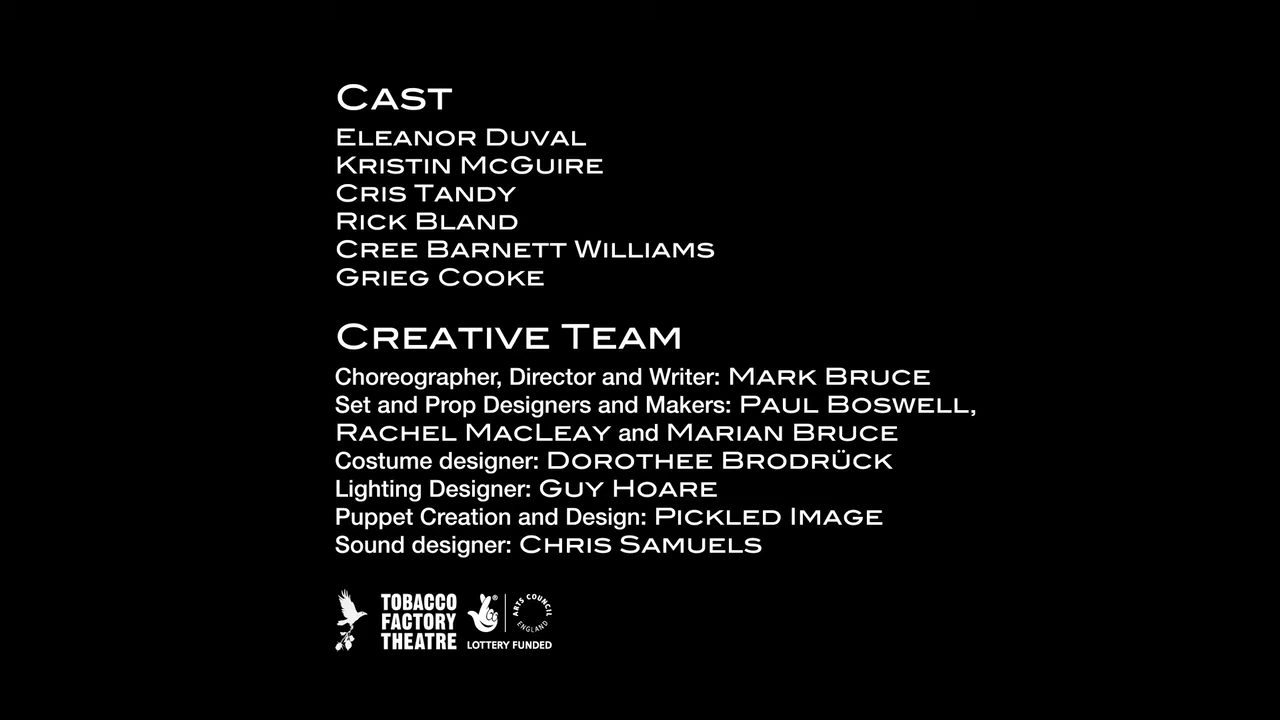 CAST
ELEANOR DUVAL
KRISTIN MCGUIRE
CRIS TANDY
RICK BLAND
CREE BARNETT WILLIAMS
GRIEG COOKE
CREATIVE TEAM
Choreographer, Director and Writer: MARK BRUCE
Set and Prop Designers and Makers: PAUL BOSWELL,
RACHEL MACLEAY and MARIAN BRUCE
Costume designer: DOROTHEE BRODRÜCK
Lighting Designer: GUY HOARE
Puppet Creation and Design: PICKLED IMAGE
Sound designer: CHRIS SAMUELS
TOBACCO
FACTORY
THEATRE
®
ARTS COUNCIL
ENGLAND
LOTTERY FUNDED